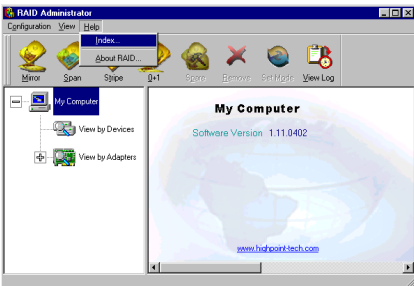 RAID Administrator
Configuration View Help
Index...
About RAID...
Mirror Span Stripe 0+1 Spare Remove Set Mode View Log
My Computer
View by Devices
View by Adapters
My Computer
Software Version 1.11.0402
www.highpoint-tech.com